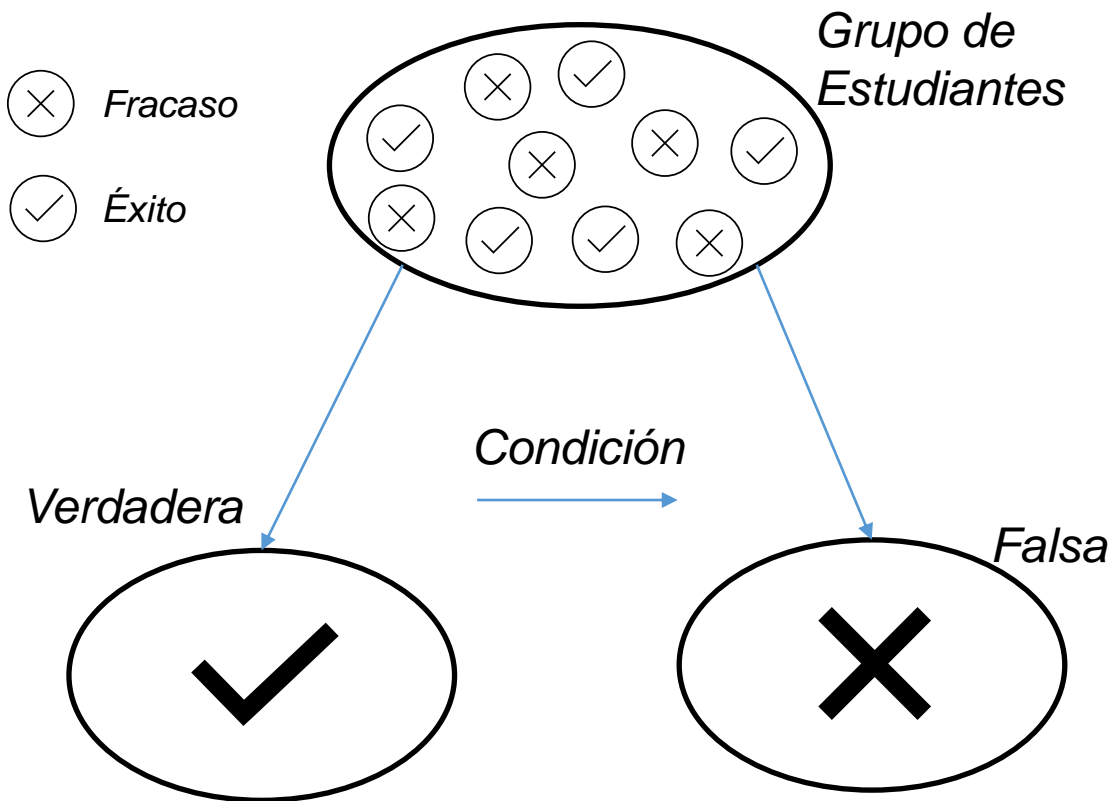 Grupo de
Estudiantes
Fracaso
Éxito
Condición
Verdadera
Falsa